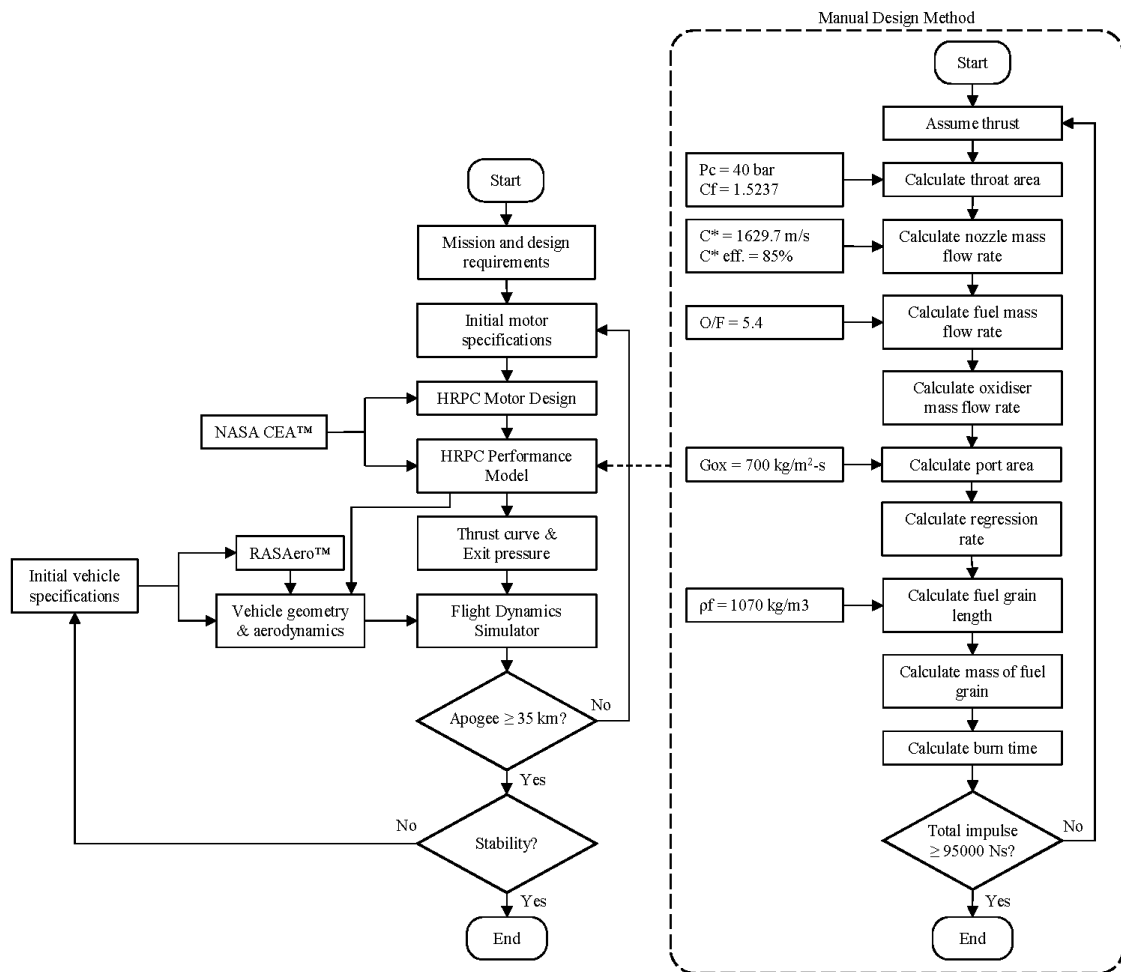 Manual Design Method
Start
Assume thrust
Pc = 40 bar
Cf = 1.5237
Calculate throat area
C* = 1629.7 m/s
C* eff. = 85%
Calculate nozzle mass
flow rate
O/F = 5.4
Calculate fuel mass
flow rate
Calculate oxidiser
mass flow rate
Gox = 700 kg/m²-s
Calculate port area
Calculate regression
rate
ρf = 1070 kg/m3
Calculate fuel grain
length
Calculate mass of fuel
grain
Calculate burn time
Total impulse
≥ 95000 Ns?
No
Yes
End
Start
Mission and design
requirements
Initial motor
specifications
HRPC Motor Design
NASA CEA™
HRPC Performance
Model
Thrust curve &
Exit pressure
RASAero™
Initial vehicle
specifications
Vehicle geometry
& aerodynamics
Flight Dynamics
Simulator
Apogee ≥ 35 km?
No
Yes
Stability?
No
Yes
End